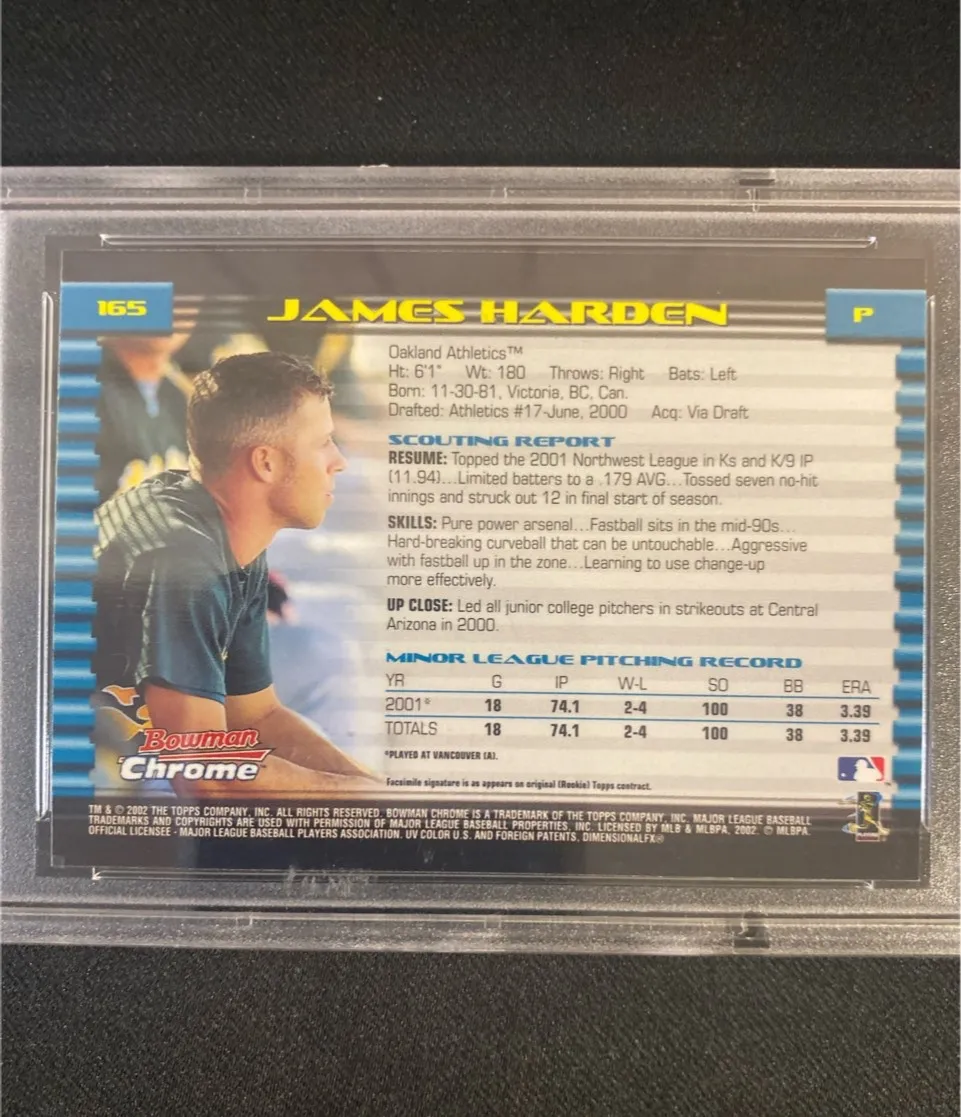 165
JAMES HARDEN
P
Oakland Athletics™
Ht: 6'1" Wt: 180 Throws: Right Bats: Left
Born: 11-30-81, Victoria, BC, Can.
Drafted: Athletics #17-June, 2000 Acq: Via Draft
SCOUTING REPORT
RESUME: Topped the 2001 Northwest League in Ks and K/9 IP
(11.94)...Limited batters to a .179 AVG...Tossed seven no-hit
innings and struck out 12 in final start of season.
SKILLS: Pure power arsenal...Fastball sits in the mid-90s...
Hard-breaking curveball that can be untouchable...Aggressive
with fastball up in the zone...Learning to use change-up
more effectively.
UP CLOSE: Led all junior college pitchers in strikeouts at Central
Arizona in 2000.
MINOR LEAGUE PITCHING RECORD
YR G IP W-L SO BB ERA
2001* 18 74.1 2-4 100 38 3.39
TOTALS 18 74.1 2-4 100 38 3.39
*PLAYED AT VANCOUVER (A).
Bowman
Chrome™
Facsimile signature is as appears on original (Rookie) Topps contract.
TM & © 2002 THE TOPPS COMPANY, INC. ALL RIGHTS RESERVED. BOWMAN CHROME IS A TRADEMARK OF THE TOPPS COMPANY, INC. MAJOR LEAGUE BASEBALL
TRADEMARKS AND COPYRIGHTS ARE USED WITH PERMISSION OF MAJOR LEAGUE BASEBALL PROPERTIES, INC. LICENSED BY MLB & MLBPA, 2002. © MLBPA.
OFFICIAL LICENSEE - MAJOR LEAGUE BASEBALL PLAYERS ASSOCIATION. UV COLOR U.S. AND FOREIGN PATENTS, DIMENSIONALFX®